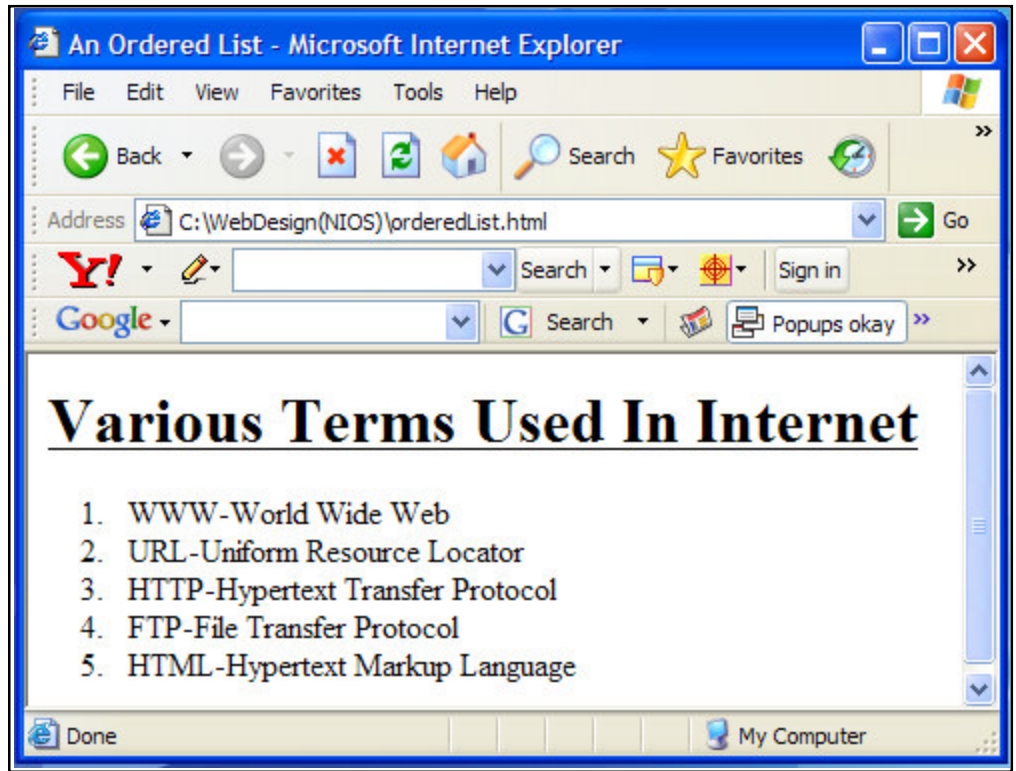 An Ordered List - Microsoft Internet Explorer
File Edit View Favorites Tools Help
Back Search Favorites »
Address C:\WebDesign(NIOS)\orderedList.html Go
Y! Search Sign in »
Google G Search Popups okay »
Various Terms Used In Internet
1. WWW-World Wide Web
2. URL-Uniform Resource Locator
3. HTTP-Hypertext Transfer Protocol
4. FTP-File Transfer Protocol
5. HTML-Hypertext Markup Language
Done My Computer